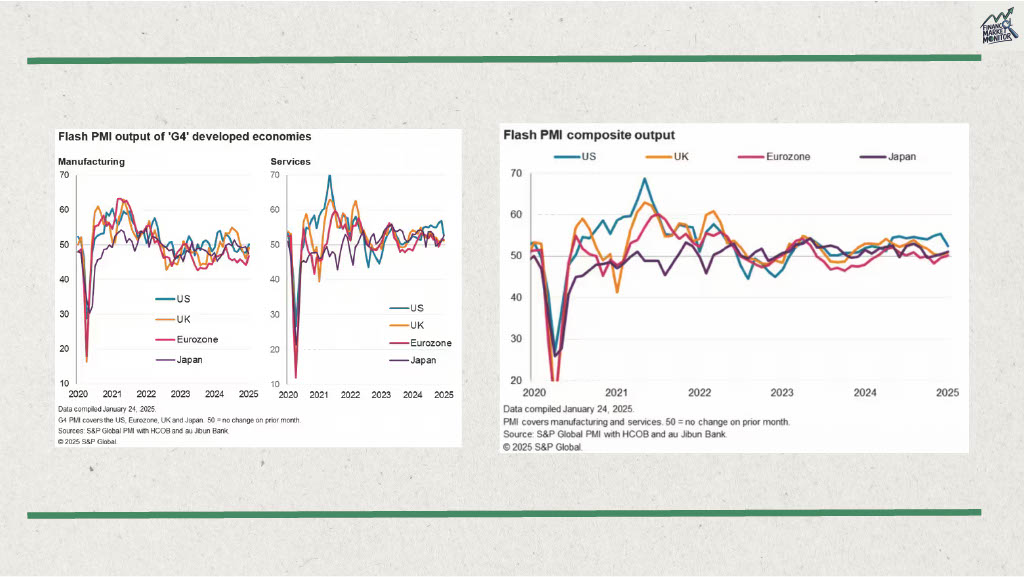 FINANCE
MARKET
MONITOR
Flash PMI output of 'G4' developed economies
Manufacturing
Services
70
60
50
40
30
20
10
US
UK
Eurozone
Japan
2020 2021 2022 2023 2024 2025
70
60
50
40
30
20
10
US
UK
Eurozone
Japan
2020 2021 2022 2023 2024 2025
Data compiled January 24, 2025.
G4 PMI covers the US, Eurozone, UK and Japan. 50 = no change on prior month.
Sources: S&P Global PMI with HCOB and au Jibun Bank.
© 2025 S&P Global.
Flash PMI composite output
US UK Eurozone Japan
70
60
50
40
30
20
2020 2021 2022 2023 2024 2025
Data compiled January 24, 2025.
PMI covers manufacturing and services. 50 = no change on prior month.
Source: S&P Global PMI with HCOB and au Jibun Bank.
© 2025 S&P Global.